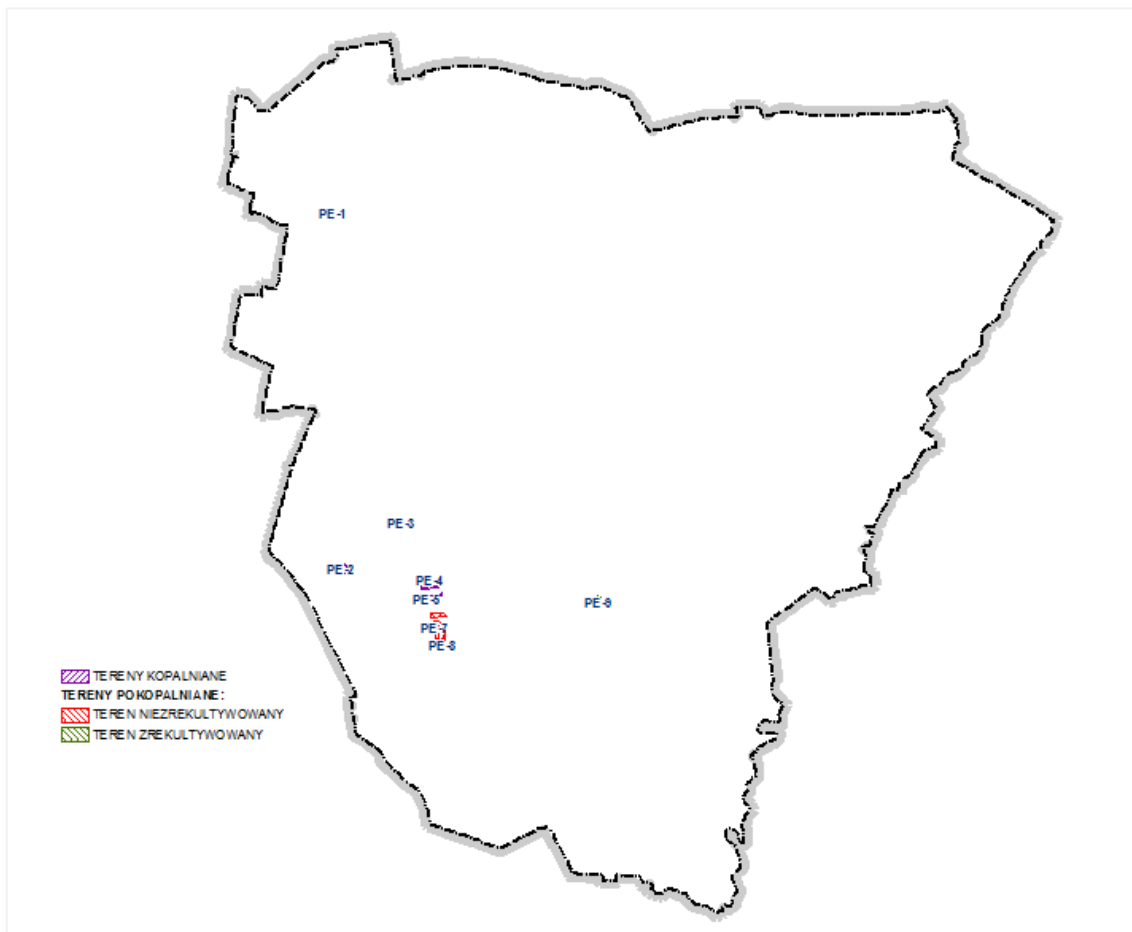 PE-1
PE-3
PE-2
PE-4
PE-5
PE-9
PE-7
PE-8
TERENY KOPALNIANE
TERENY POKOPALNIANE:
TEREN NIEZREKULTYWOWANY
TEREN ZREKULTYWOWANY